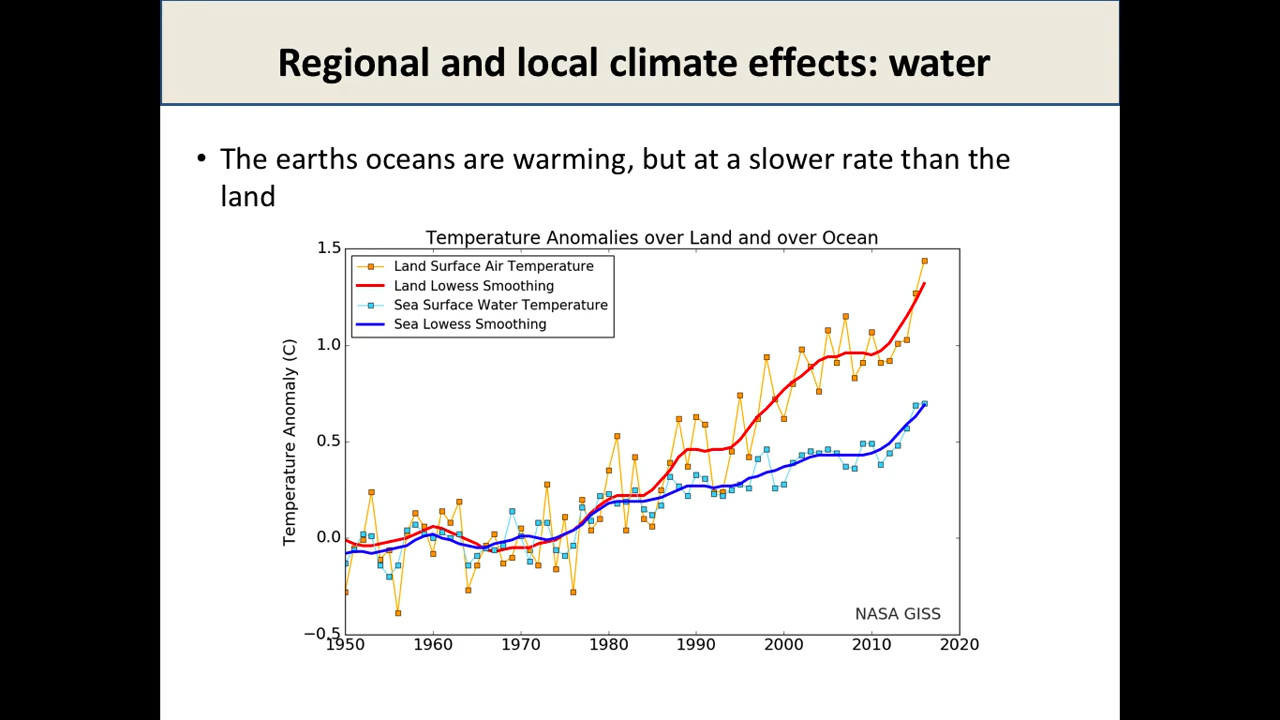 Regional and local climate effects: water
• The earths oceans are warming, but at a slower rate than the
land
Temperature Anomalies over Land and over Ocean
Land Surface Air Temperature
Land Lowess Smoothing
Sea Surface Water Temperature
Sea Lowess Smoothing
Temperature Anomaly (C)
1.5
1.0
0.5
0.0
−0.5
NASA GISS
1950 1960 1970 1980 1990 2000 2010 2020